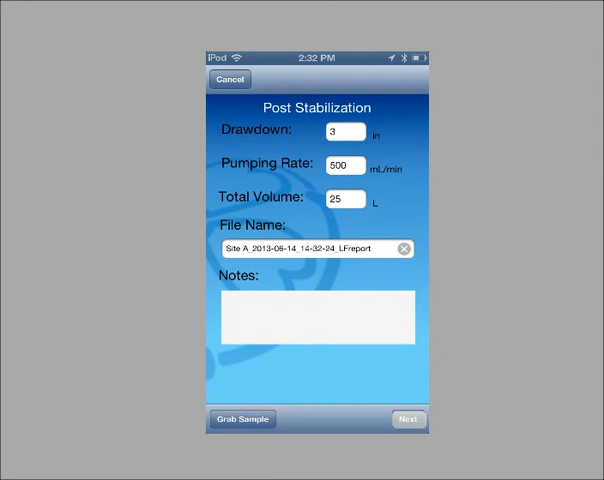 iPod 2:32 PM
Cancel
Post Stabilization
Drawdown: 3 in
Pumping Rate: 500 mL/min
Total Volume: 25 L
File Name:
Site A_2013-06-14_14-32-24_LFreport
Notes:
Grab Sample Next